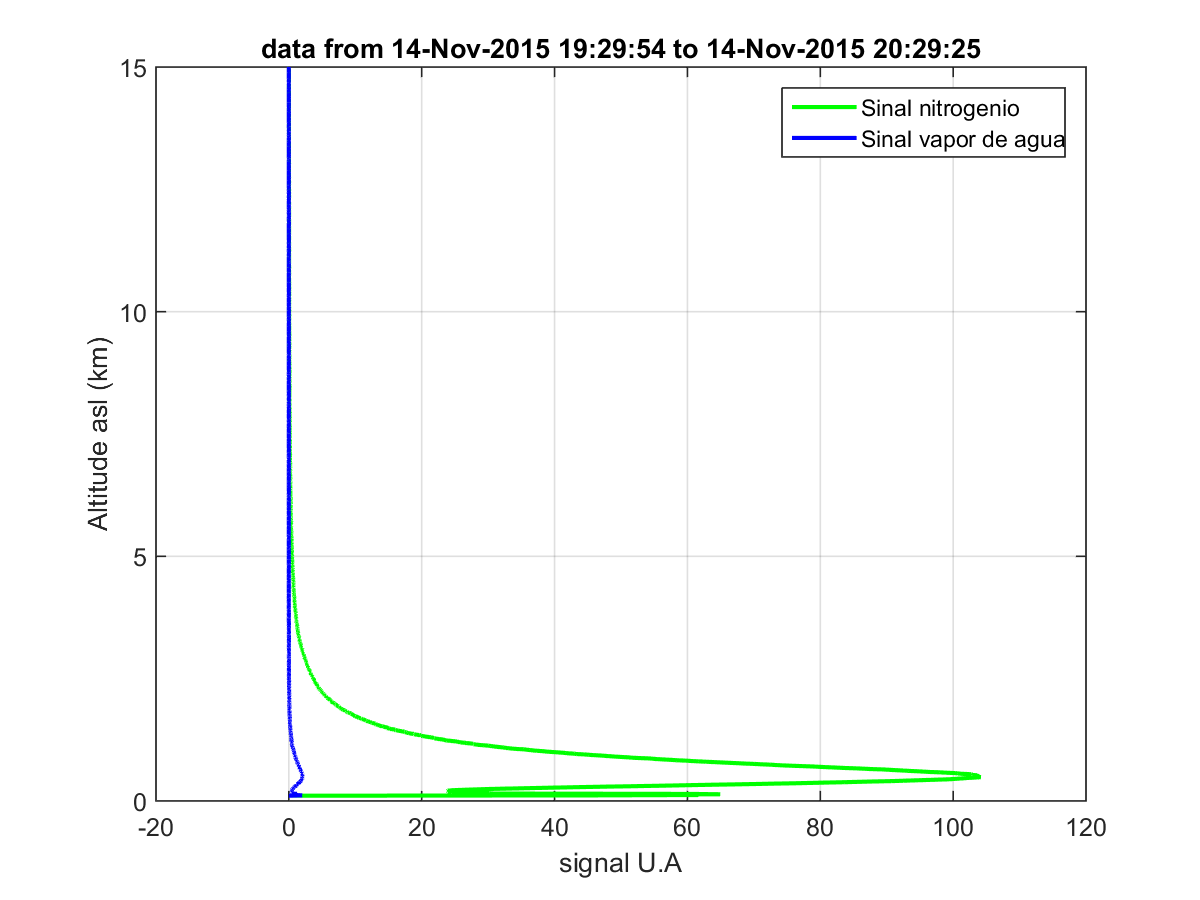 data from 14-Nov-2015 19:29:54 to 14-Nov-2015 20:29:25
15
Sinal nitrogenio
Sinal vapor de agua
10
Altitude asl (km)
5
0
-20 0 20 40 60 80 100 120
signal U.A